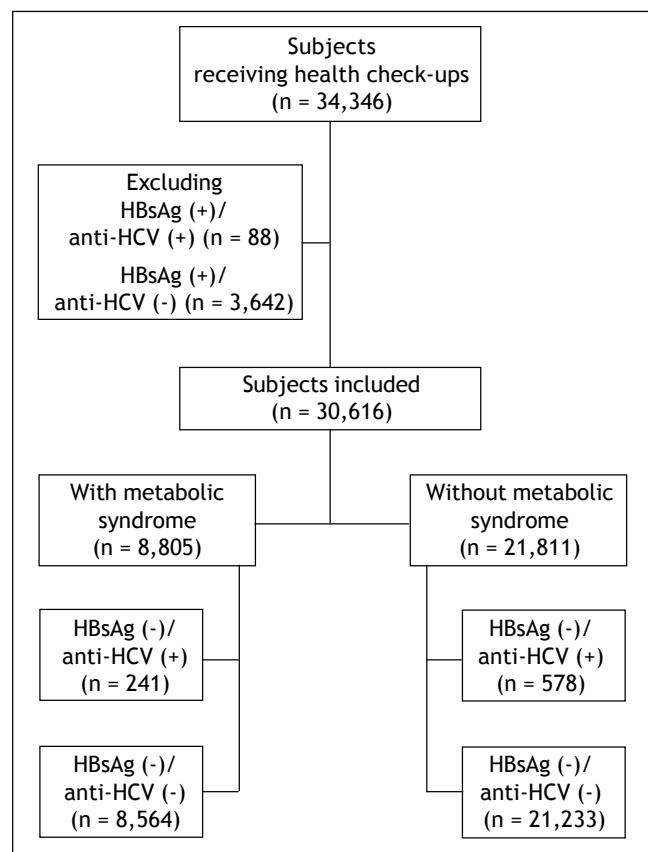 Subjects
receiving health check-ups
(n = 34,346)
Excluding
HBsAg (+)/
anti-HCV (+) (n = 88)
HBsAg (+)/
anti-HCV (-) (n = 3,642)
Subjects included
(n = 30,616)
With metabolic
syndrome
(n = 8,805)
Without metabolic
syndrome
(n = 21,811)
HBsAg (-)/
anti-HCV (+)
(n = 241)
HBsAg (-)/
anti-HCV (+)
(n = 578)
HBsAg (-)/
anti-HCV (-)
(n = 8,564)
HBsAg (-)/
anti-HCV (-)
(n = 21,233)